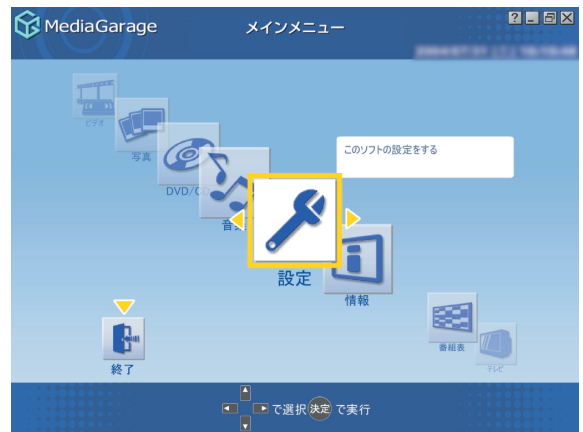 MediaGarage
メインメニュー
ビデオ
写真
DVD/CD
音
設定
情報
番組表
テレビ
このソフトの設定をする
終了
で選択 決定 で実行